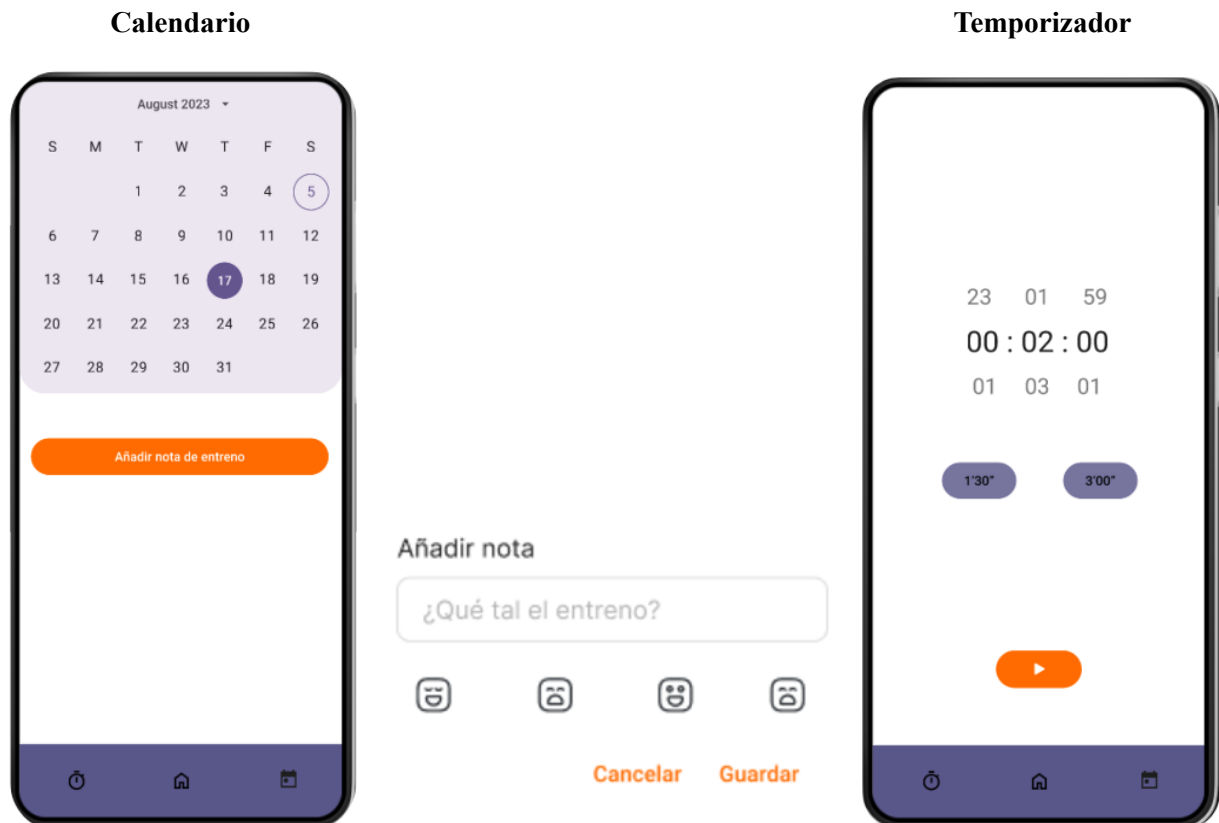 Calendario
August 2023
S M T W T F S
1 2 3 4 5
6 7 8 9 10 11 12
13 14 15 16 17 18 19
20 21 22 23 24 25 26
27 28 29 30 31
Añadir nota de entreno
Añadir nota
¿Qué tal el entreno?
Cancelar Guardar
Temporizador
23 01 59
00 : 02 : 00
01 03 01
1'30" 3'00"